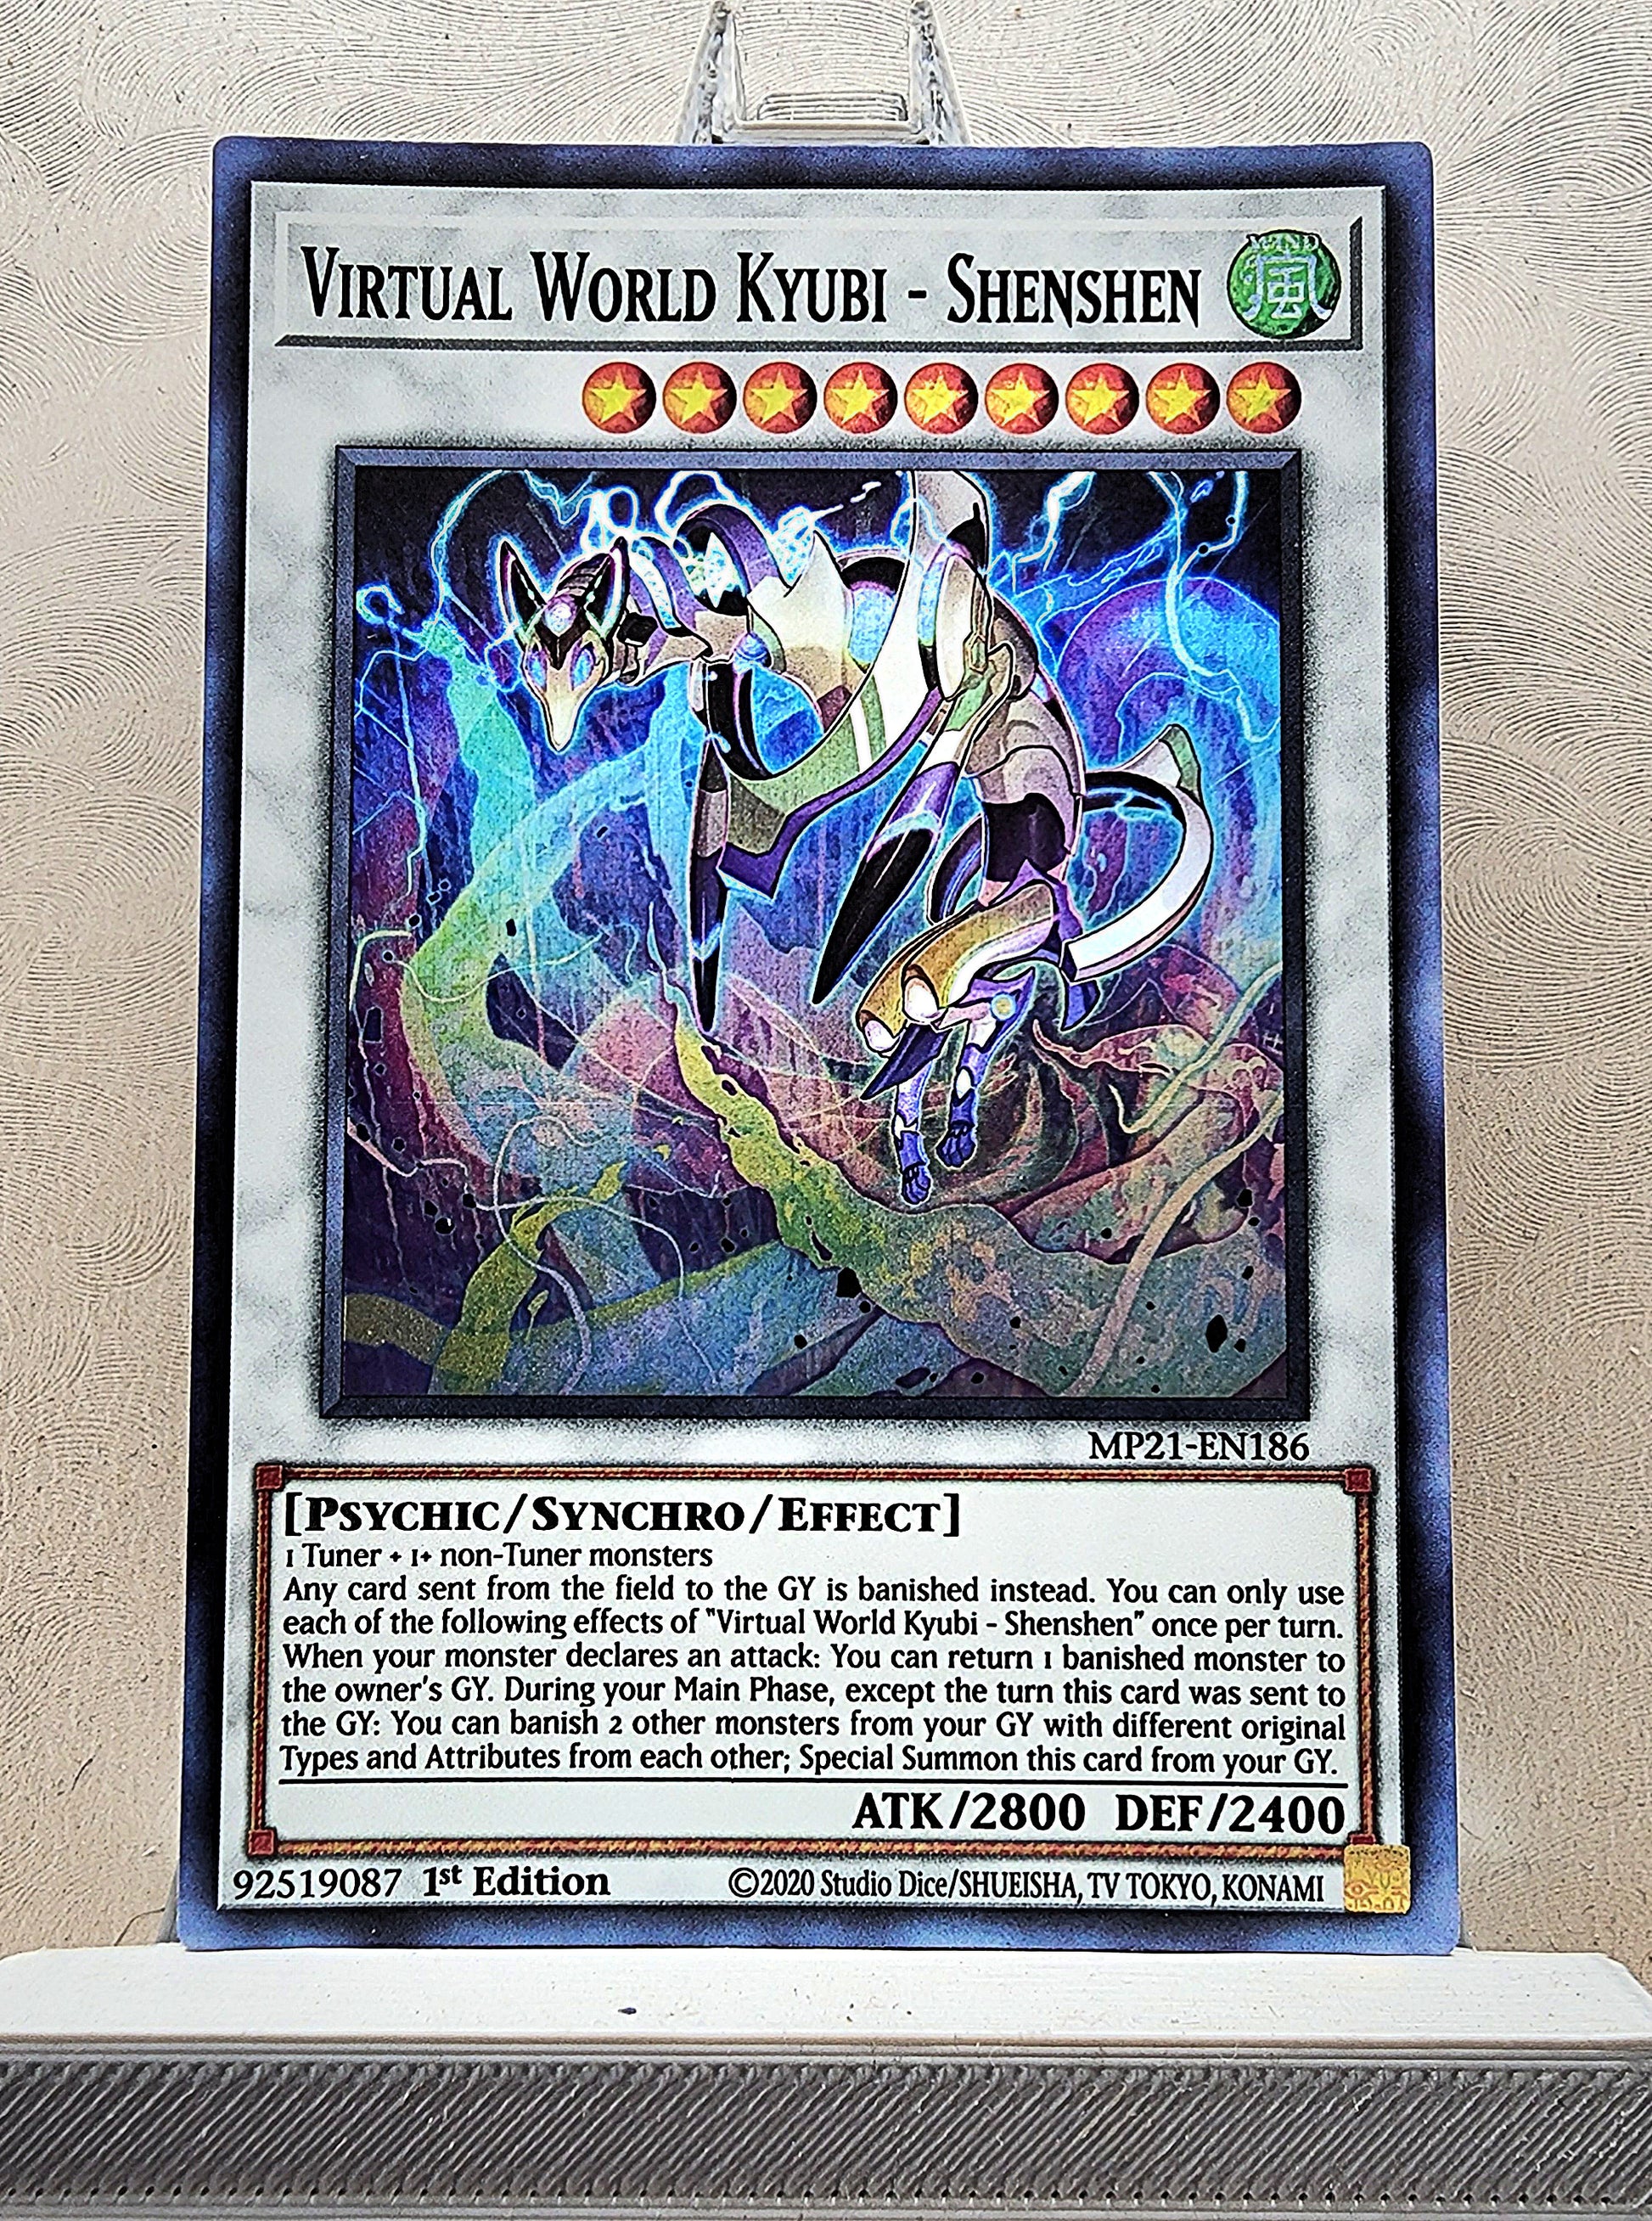 VIRTUAL WORLD KYUBI - SHENSHEN
WIND
風
MP21-EN186
[PSYCHIC/SYNCHRO/EFFECT]
1 Tuner + 1+ non-Tuner monsters
Any card sent from the field to the GY is banished instead. You can only use
each of the following effects of "Virtual World Kyubi - Shenshen" once per turn.
When your monster declares an attack: You can return 1 banished monster to
the owner's GY. During your Main Phase, except the turn this card was sent to
the GY: You can banish 2 other monsters from your GY with different original
Types and Attributes from each other; Special Summon this card from your GY.
ATK/2800 DEF/2400
92519087 1st Edition ©2020 Studio Dice/SHUEISHA, TV TOKYO, KONAMI